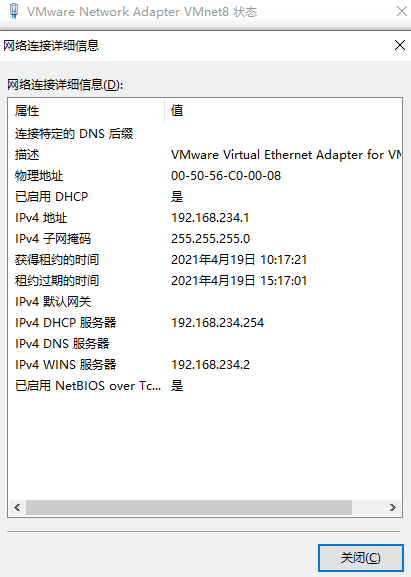 VMware Network Adapter VMnet8 状态
网络连接详细信息
网络连接详细信息(D):
属性 值
连接特定的 DNS 后缀
描述 VMware Virtual Ethernet Adapter for VM
物理地址 00-50-56-C0-00-08
已启用 DHCP 是
IPv4 地址 192.168.234.1
IPv4 子网掩码 255.255.255.0
获得租约的时间 2021年4月19日 10:17:21
租约过期的时间 2021年4月19日 15:17:01
IPv4 默认网关
IPv4 DHCP 服务器 192.168.234.254
IPv4 DNS 服务器
IPv4 WINS 服务器 192.168.234.2
已启用 NetBIOS over Tc... 是
关闭(C)